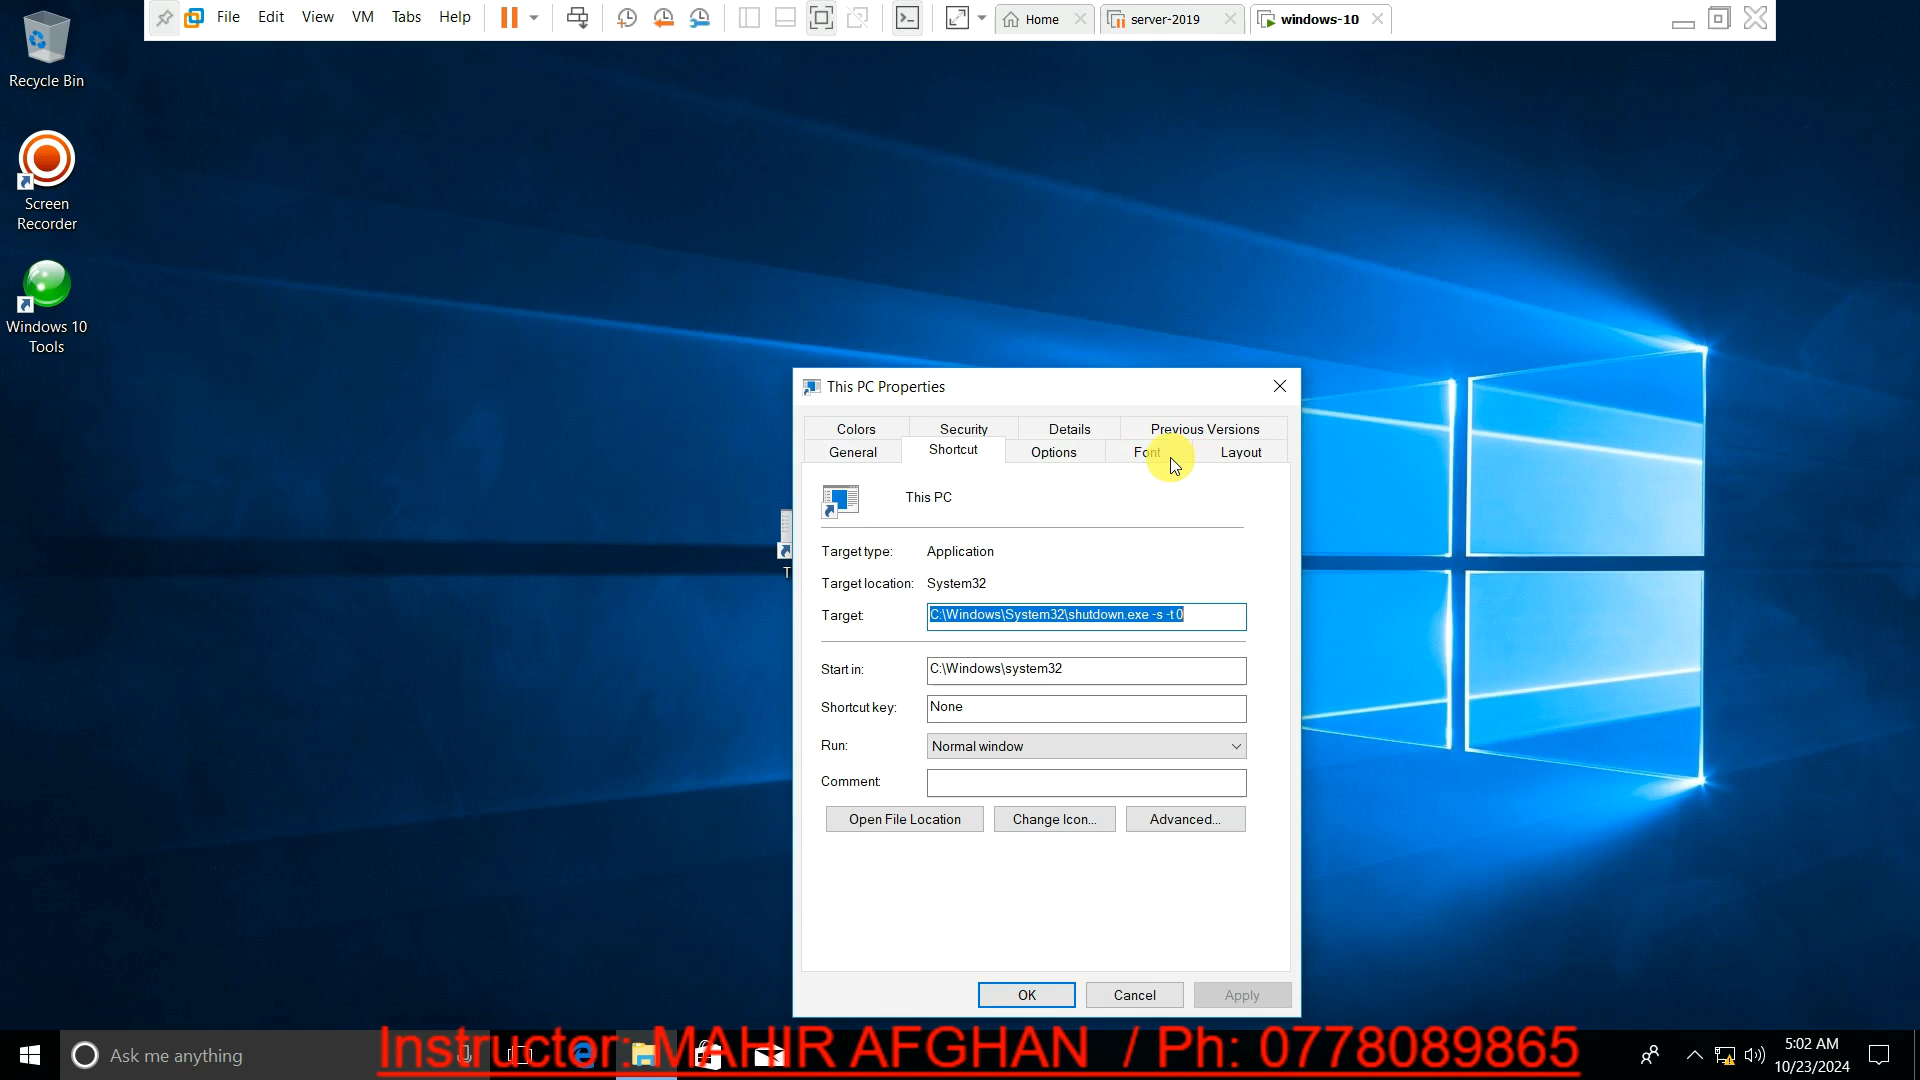 File Edit View VM Tabs Help
Home
server-2019
windows-10
Recycle Bin
Screen
Recorder
Windows 10
Tools
This PC Properties
Colors Security Details Previous Versions
General Shortcut Options Font Layout
This PC
Target type: Application
Target location: System32
Target: C:\Windows\System32\shutdown.exe -s -t 0
Start in: C:\Windows\system32
Shortcut key: None
Run: Normal window
Comment:
Open File Location Change Icon... Advanced...
OK Cancel Apply
Ask me anything
Instructor: MAHIR AFGHAN / Ph: 0778089865
5:02 AM
10/23/2024